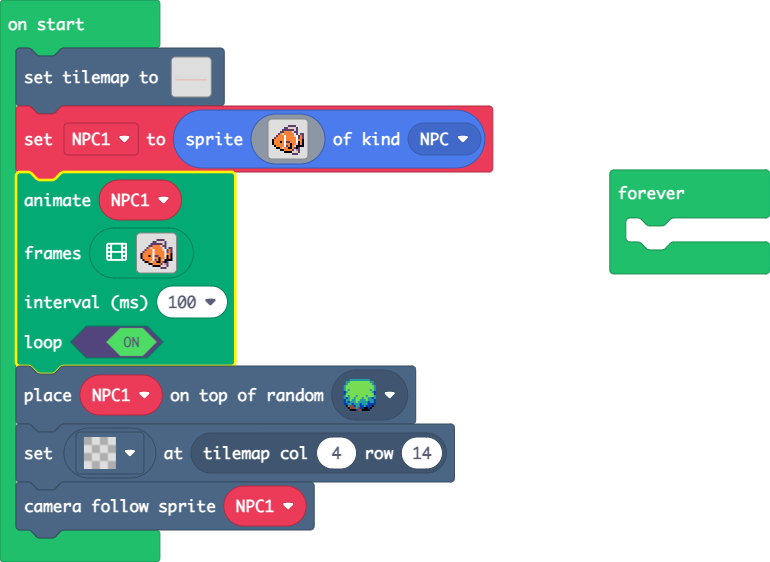 on start
set tilemap to
set NPC1 to sprite of kind NPC
forever
animate NPC1
frames
interval (ms) 100
loop ON
place NPC1 on top of random
set at tilemap col 4 row 14
camera follow sprite NPC1